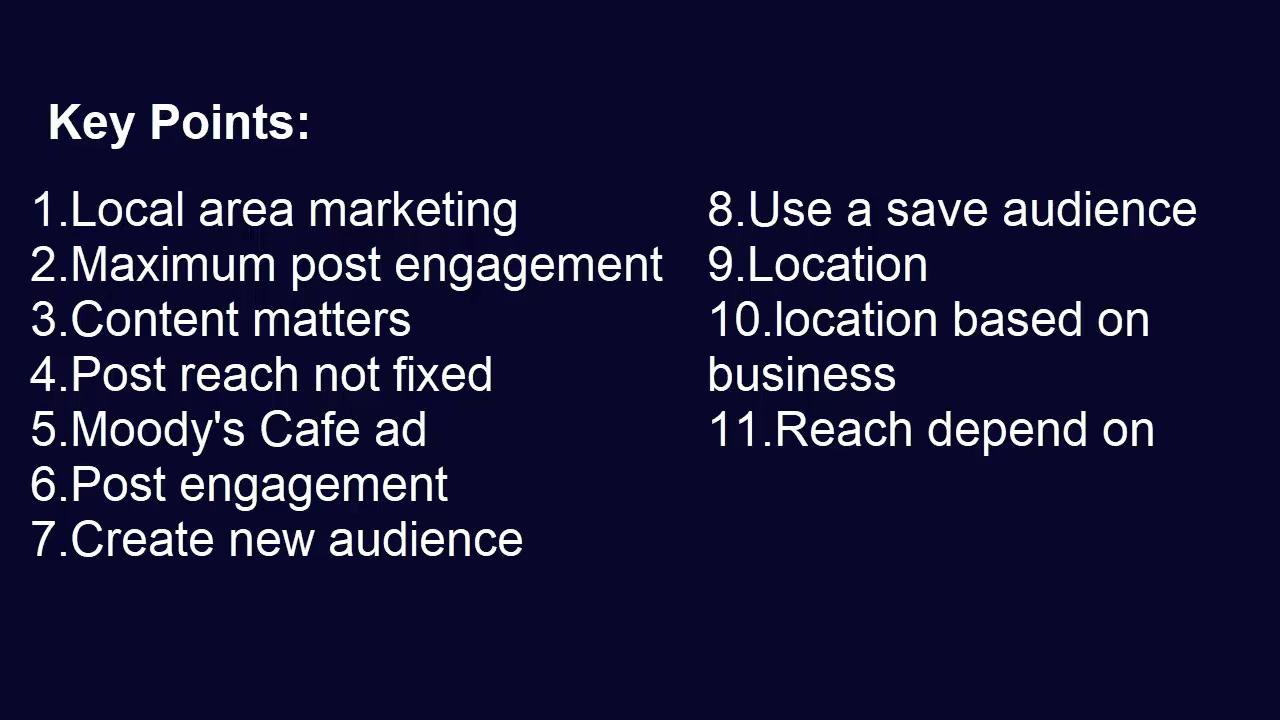 Key Points:
1.Local area marketing
2.Maximum post engagement
3.Content matters
4.Post reach not fixed
5.Moody's Cafe ad
6.Post engagement
7.Create new audience
8.Use a save audience
9.Location
10.location based on
business
11.Reach depend on